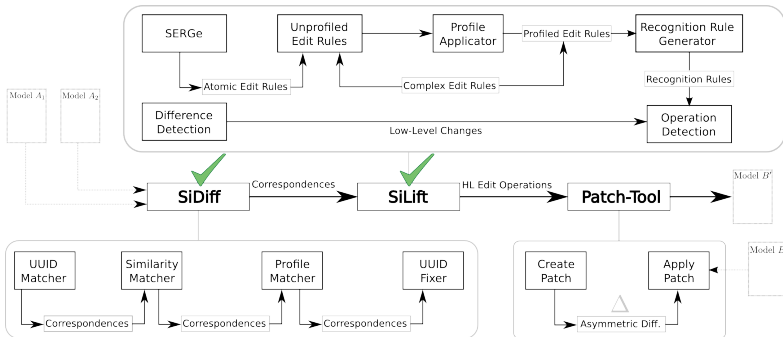 SERGe
Unprofiled
Edit Rules
Profile
Applicator
Profiled Edit Rules
Recognition Rule
Generator
Atomic Edit Rules
Complex Edit Rules
Recognition Rules
Model A₁
Model A₂
Difference
Detection
Low-Level Changes
Operation
Detection
SiDiff
Correspondences
SiLift
HL Edit Operations
Patch-Tool
Model B'
UUID
Matcher
Similarity
Matcher
Profile
Matcher
UUID
Fixer
Correspondences
Correspondences
Correspondences
Create
Patch
Apply
Patch
Model B
Δ
Asymmetric Diff.